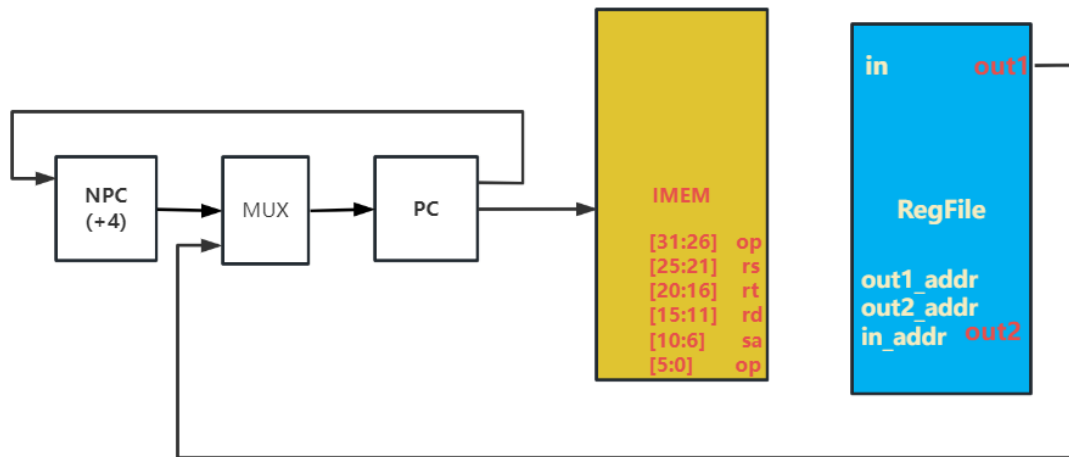 NPC
(+4)
MUX
PC
IMEM
[31:26] op
[25:21] rs
[20:16] rt
[15:11] rd
[10:6] sa
[5:0] op
in out1
RegFile
out1_addr
out2_addr
in_addr out2